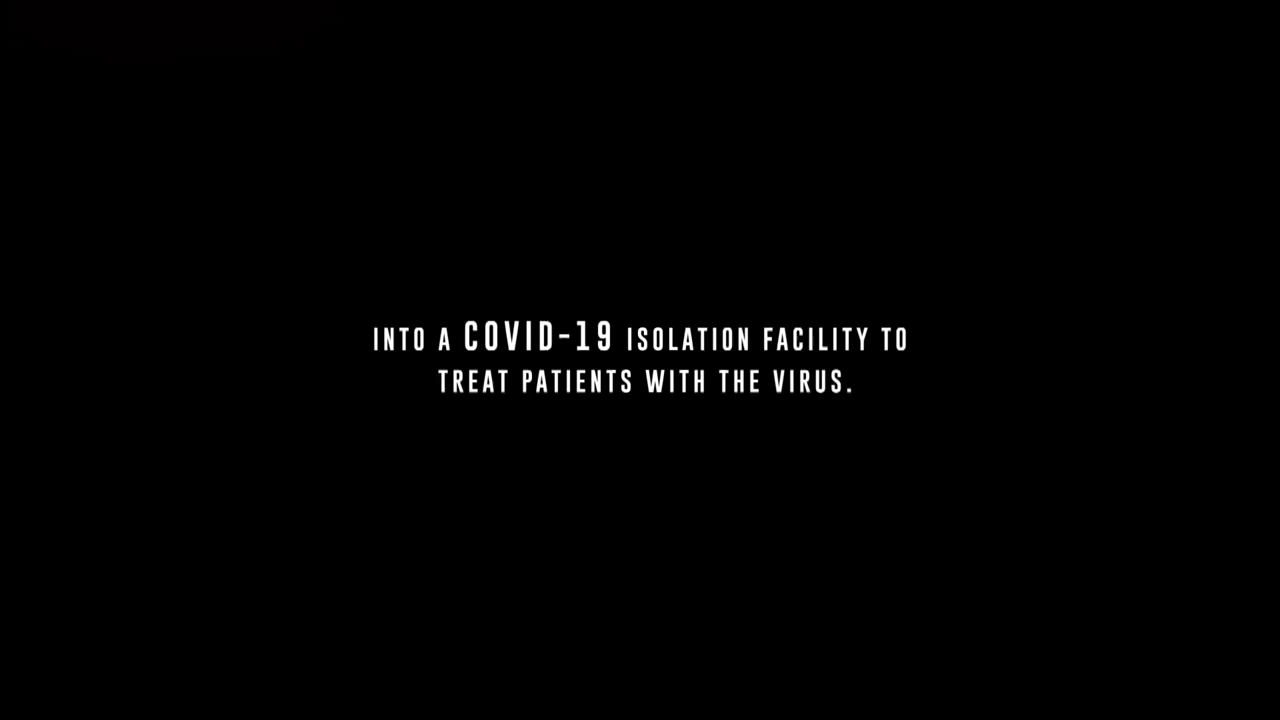 INTO A COVID-19 ISOLATION FACILITY TO
TREAT PATIENTS WITH THE VIRUS.